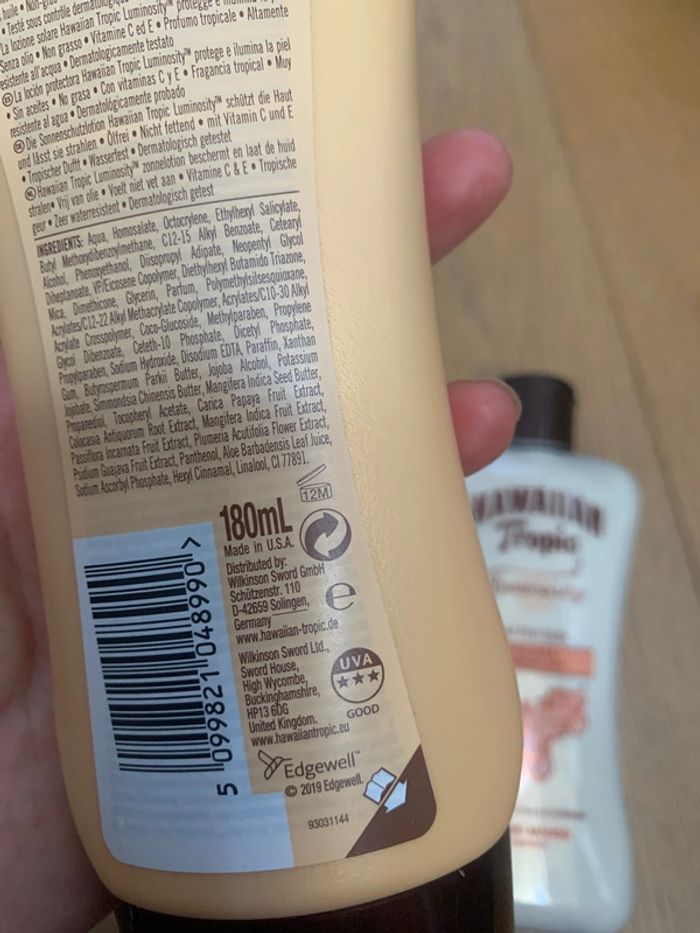 • Testé sous contrôle
La lozione solare Hawaiian Tropic Luminosity™ protegge e
Senza olio • Non grasso • Vitamine C ed E • Profumo tropicale • Altamente
resistente all'acqua • Dermatologicamente testato
ES La loción protectora Hawaiian Tropic Luminosity™ protege e ilumina la piel
• Sin aceites • No grasa • Con vitaminas C y E • Fragancia tropical • Muy
resistente al agua • Dermatológicamente probado
DE Die Sonnenschutzlotion Hawaiian Tropic Luminosity™ schützt die Haut
und lässt sie strahlen • Ölfrei • Nicht fettend • mit Vitamin C und E
• Tropischer Duft • Wasserfest • Dermatologisch getestet
NL Hawaiian Tropic Luminosity™ zonnelotion beschermt en laat de huid
stralen • Vrij van olie • Voelt niet vet aan • Vitamine C & E • Tropische
geur • Zeer waterresistent • Dermatologisch getest
INGREDIENTS: Aqua, Homosalate, Octocrylene, Ethylhexyl Salicylate,
Butyl Methoxydibenzoylmethane, C12-15 Alkyl Benzoate, Cetearyl
Alcohol, Phenoxyethanol, Diisopropyl Adipate, Neopentyl Glycol
Diheptanoate, VP/Eicosene Copolymer, Diethylhexyl Butamido Triazone,
Mica, Dimethicone, Glycerin, Parfum, Polymethylsilsesquioxane,
Acrylates/C12-22 Alkyl Methacrylate Copolymer, Acrylates/C10-30 Alkyl
Acrylate Crosspolymer, Coco-Glucoside, Methylparaben, Propylene
Glycol Dibenzoate, Ceteth-10 Phosphate, Dicetyl Phosphate,
Propylparaben, Sodium Hydroxide, Disodium EDTA, Paraffin, Xanthan
Gum, Butyrospermum Parkii Butter, Jojoba Alcohol, Potassium
Jojobate, Simmondsia Chinensis Butter, Mangifera Indica Seed Butter,
Propanediol, Tocopheryl Acetate, Carica Papaya Fruit Extract,
Colocasia Antiquorum Root Extract, Mangifera Indica Fruit Extract,
Passiflora Incarnata Fruit Extract, Plumeria Acutifolia Flower Extract,
Psidium Guajava Fruit Extract, Panthenol, Aloe Barbadensis Leaf Juice,
Sodium Ascorbyl Phosphate, Hexyl Cinnamal, Linalool, CI 77891.
12M
180mL
Made in U.S.A.
Distributed by:
Wilkinson Sword GmbH
Schützenstr. 110
D-42659 Solingen,
Germany
www.hawaiian-tropic.de
Wilkinson Sword Ltd.,
Sword House,
High Wycombe,
Buckinghamshire,
HP13 6DG
United Kingdom.
www.hawaiiantropic.eu
e
UVA
GOOD
Edgewell™
© 2019 Edgewell.
93031144
5 099821 048990 >
HAWAIIAN
Tropic